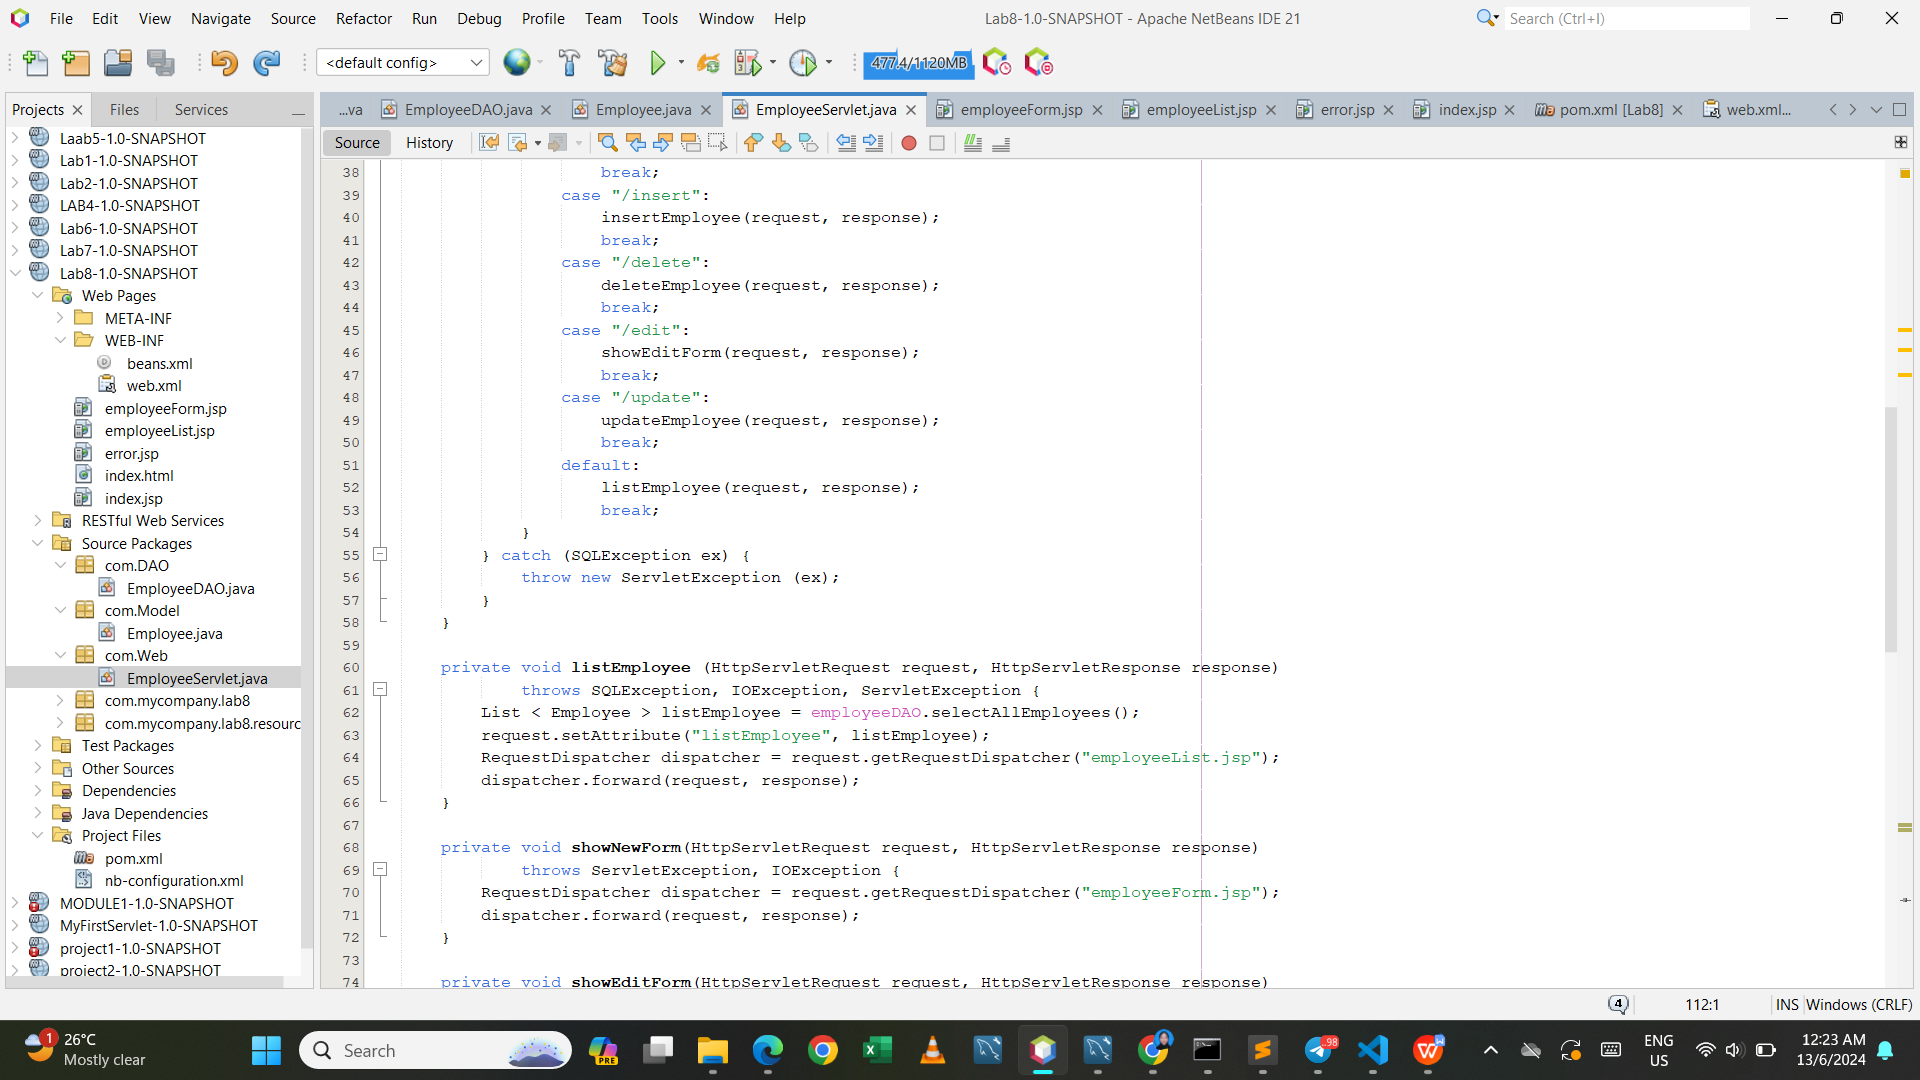 File Edit View Navigate Source Refactor Run Debug Profile Team Tools Window Help Lab8-1.0-SNAPSHOT - Apache NetBeans IDE 21 Search (Ctrl+I)
<default config> 477.4/1120MB
Projects Files Services
...va EmployeeDAO.java Employee.java EmployeeServlet.java employeeForm.jsp employeeList.jsp error.jsp index.jsp pom.xml [Lab8] web.xml...
Source History
Laab5-1.0-SNAPSHOT
Lab1-1.0-SNAPSHOT
Lab2-1.0-SNAPSHOT
LAB4-1.0-SNAPSHOT
Lab6-1.0-SNAPSHOT
Lab7-1.0-SNAPSHOT
Lab8-1.0-SNAPSHOT
Web Pages
META-INF
WEB-INF
beans.xml
web.xml
employeeForm.jsp
employeeList.jsp
error.jsp
index.html
index.jsp
RESTful Web Services
Source Packages
com.DAO
EmployeeDAO.java
com.Model
Employee.java
com.Web
EmployeeServlet.java
com.mycompany.lab8
com.mycompany.lab8.resourc
Test Packages
Other Sources
Dependencies
Java Dependencies
Project Files
pom.xml
nb-configuration.xml
MODULE1-1.0-SNAPSHOT
MyFirstServlet-1.0-SNAPSHOT
project1-1.0-SNAPSHOT
project2-1.0-SNAPSHOT
38 break;
39 case "/insert":
40 insertEmployee(request, response);
41 break;
42 case "/delete":
43 deleteEmployee(request, response);
44 break;
45 case "/edit":
46 showEditForm(request, response);
47 break;
48 case "/update":
49 updateEmployee(request, response);
50 break;
51 default:
52 listEmployee(request, response);
53 break;
54 }
55 } catch (SQLException ex) {
56 throw new ServletException (ex);
57 }
58 }
59
60 private void listEmployee (HttpServletRequest request, HttpServletResponse response)
61 throws SQLException, IOException, ServletException {
62 List < Employee > listEmployee = employeeDAO.selectAllEmployees();
63 request.setAttribute("listEmployee", listEmployee);
64 RequestDispatcher dispatcher = request.getRequestDispatcher("employeeList.jsp");
65 dispatcher.forward(request, response);
66 }
67
68 private void showNewForm(HttpServletRequest request, HttpServletResponse response)
69 throws ServletException, IOException {
70 RequestDispatcher dispatcher = request.getRequestDispatcher("employeeForm.jsp");
71 dispatcher.forward(request, response);
72 }
73
74 private void showEditForm(HttpServletRequest request, HttpServletResponse response)
4 112:1 INS Windows (CRLF)
1 26°C
Mostly clear
Search
PRE
98
ENG
US
12:23 AM
13/6/2024